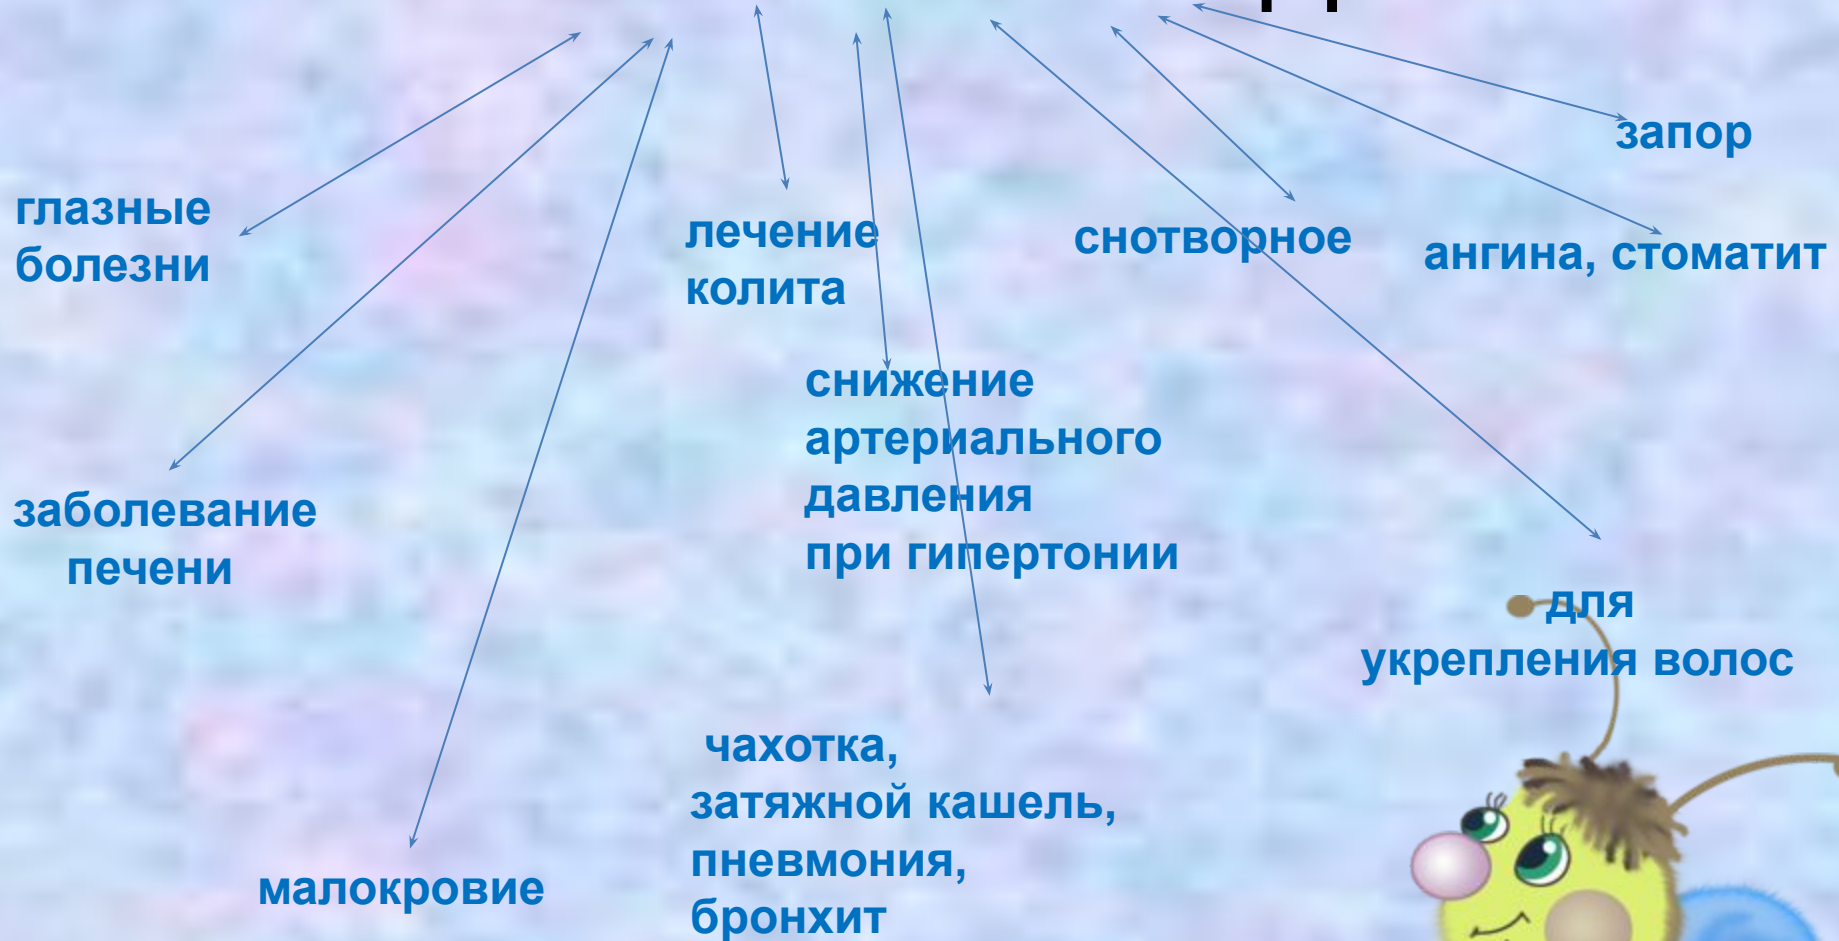 запор
глазные
болезни
лечение
колита
снотворное
ангина, стоматит
снижение
артериального
давления
при гипертонии
заболевание
печени
для
укрепления волос
чахотка,
затяжной кашель,
пневмония,
бронхит
малокровие